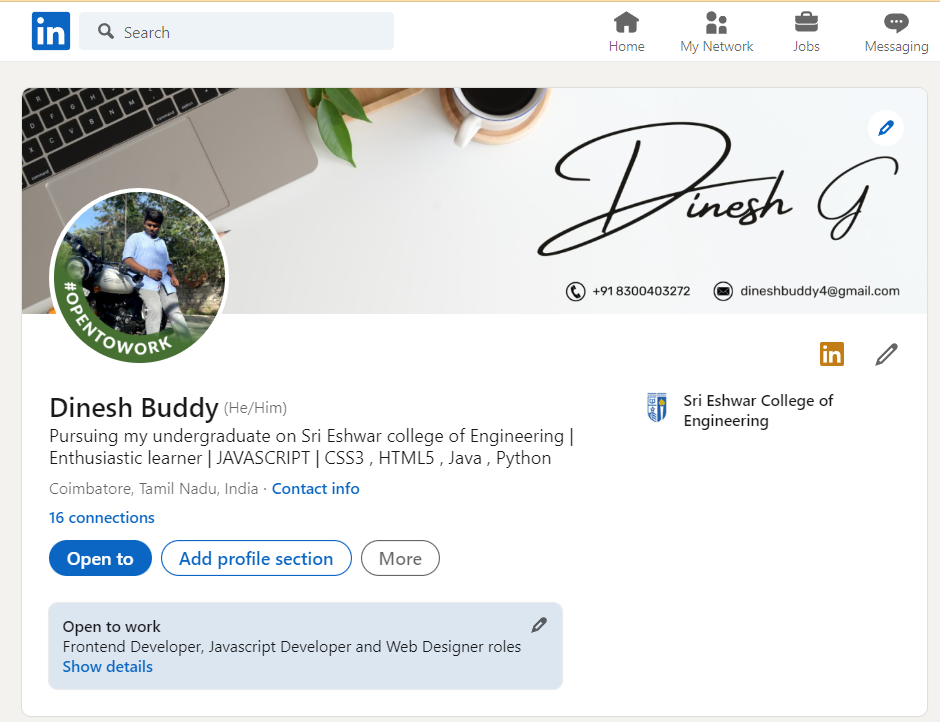 in Search Home My Network Jobs Messaging
Dinesh G
+91 8300403272 dineshbuddy4@gmail.com
#OPENTOWORK
in
Dinesh Buddy (He/Him)
Pursuing my undergraduate on Sri Eshwar college of Engineering |
Enthusiastic learner | JAVASCRIPT | CSS3 , HTML5 , Java , Python
Coimbatore, Tamil Nadu, India · Contact info
16 connections
Sri Eshwar College of
Engineering
Open to Add profile section More
Open to work
Frontend Developer, Javascript Developer and Web Designer roles
Show details